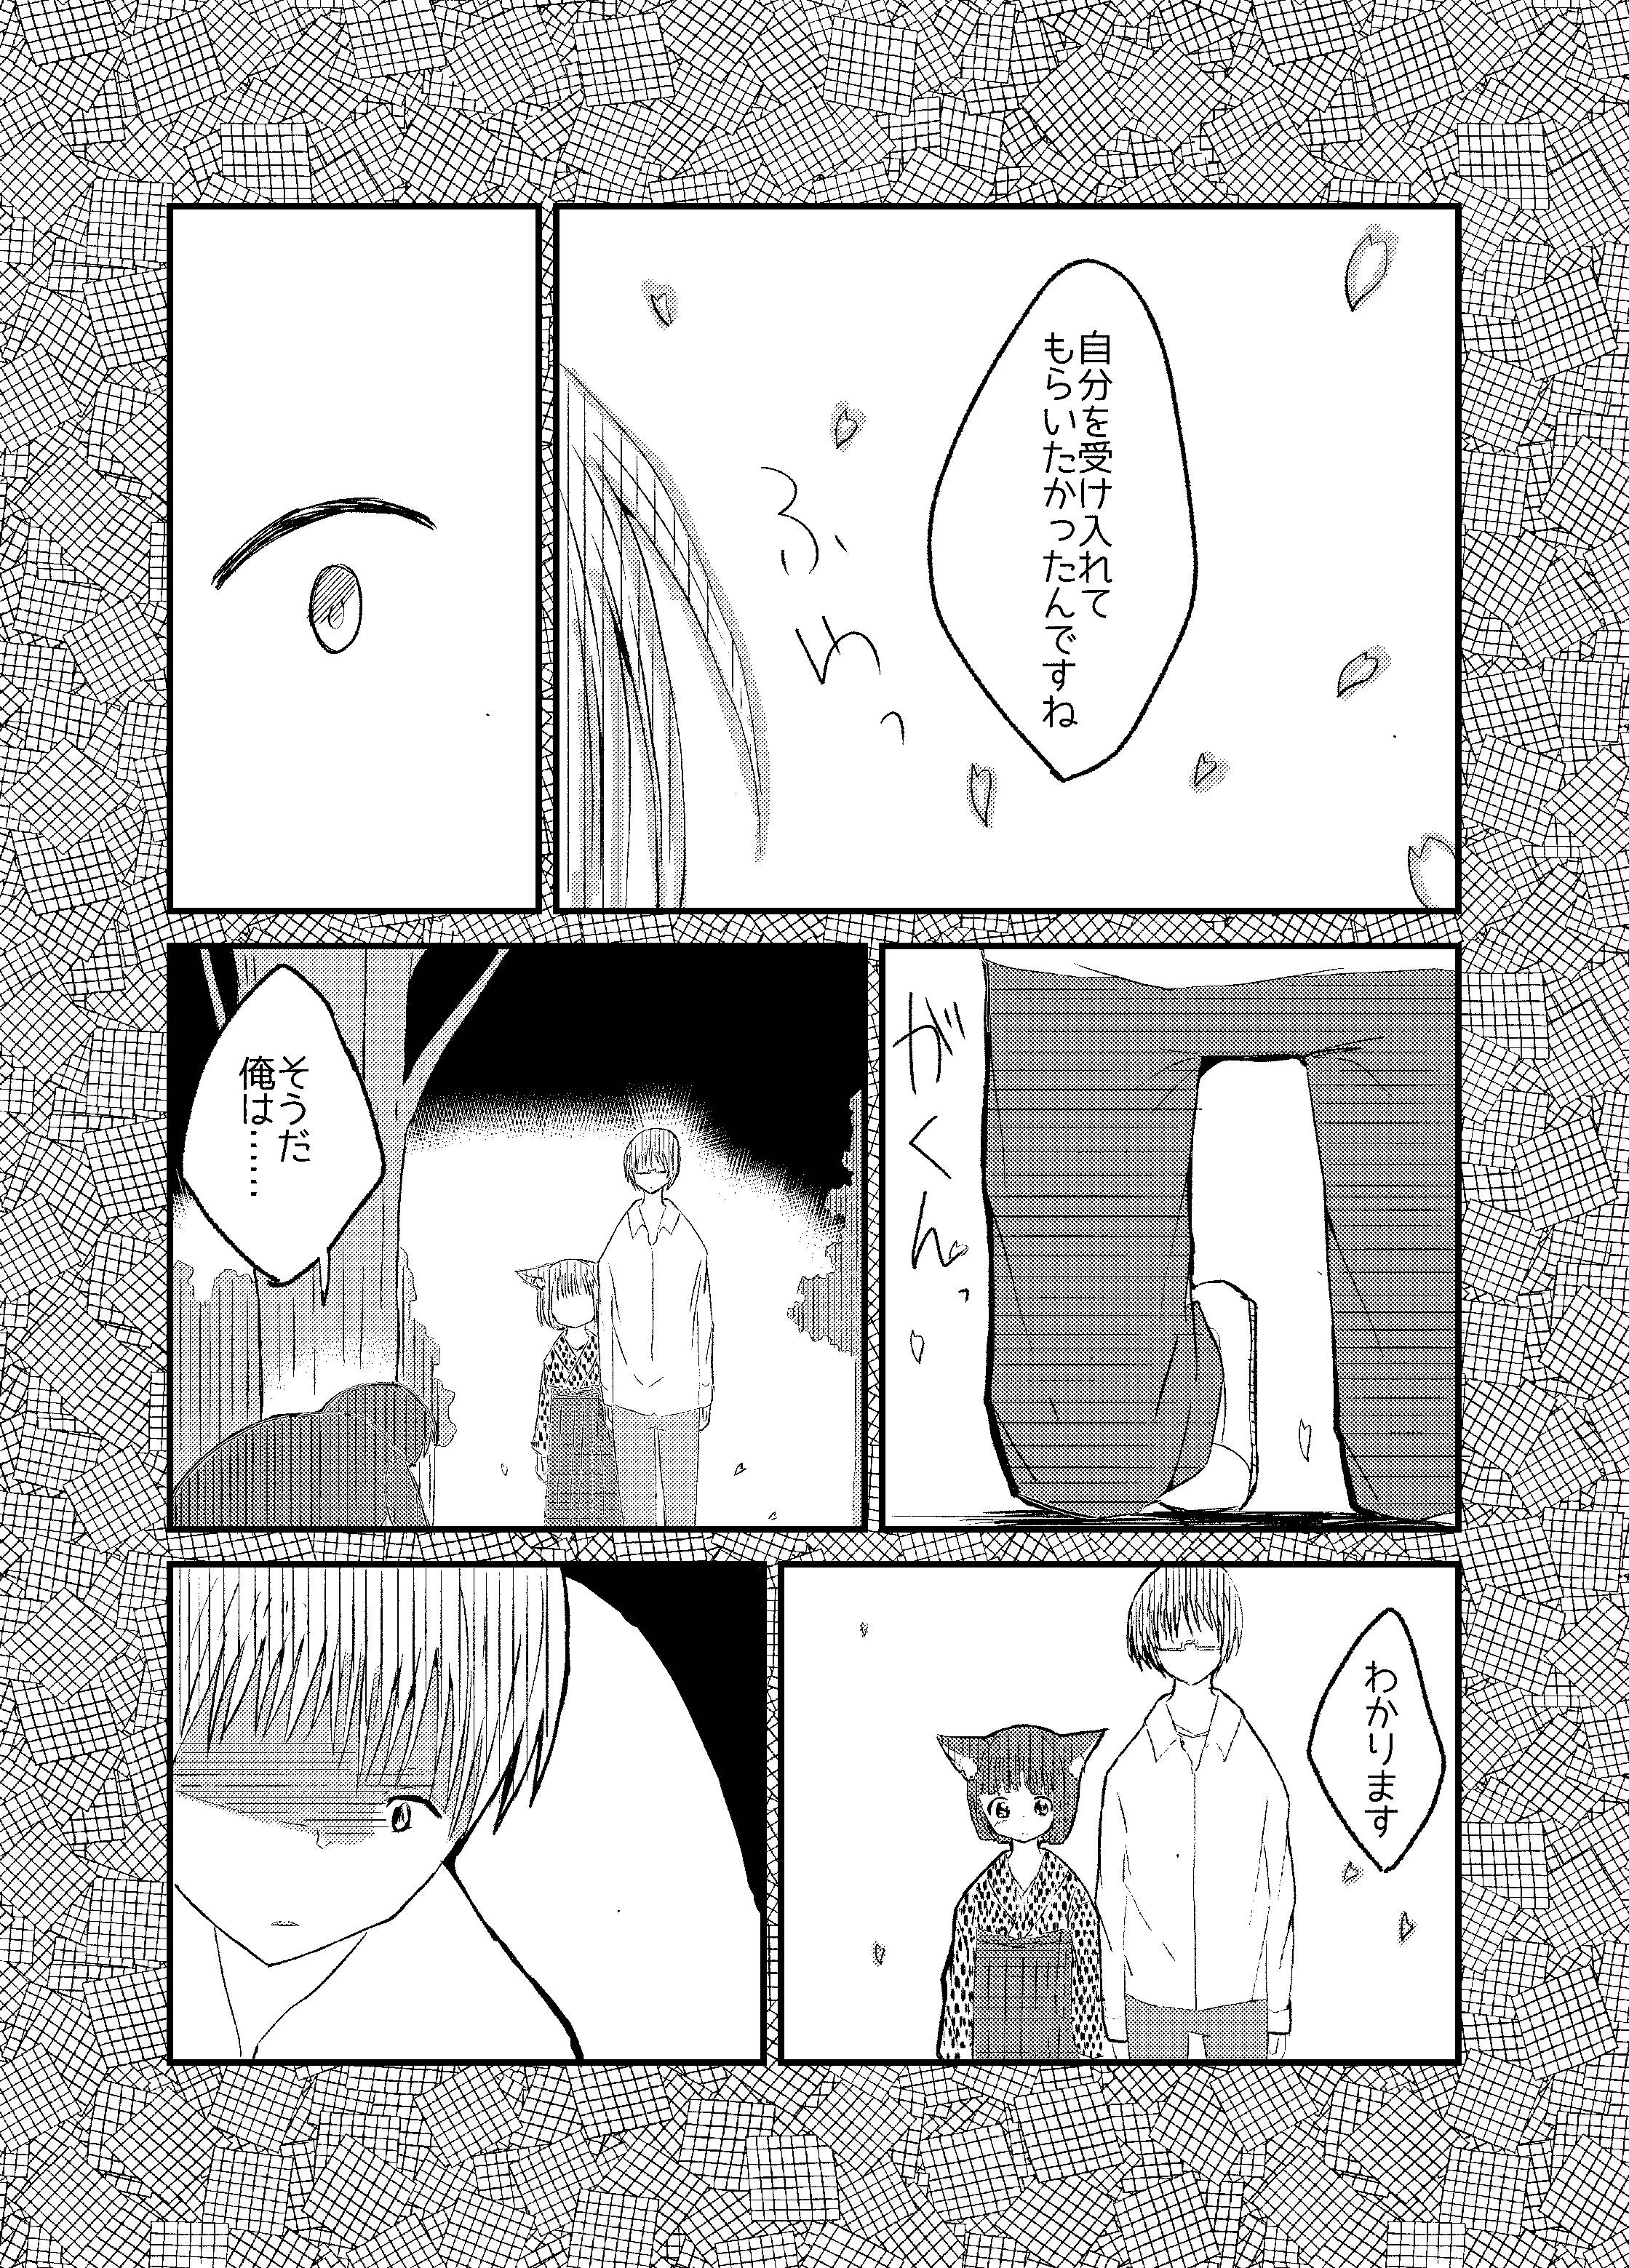 自分を受け入れて
もらいたかったんですね
ふわっ
がくんっ
そうだ
俺は………
わかります